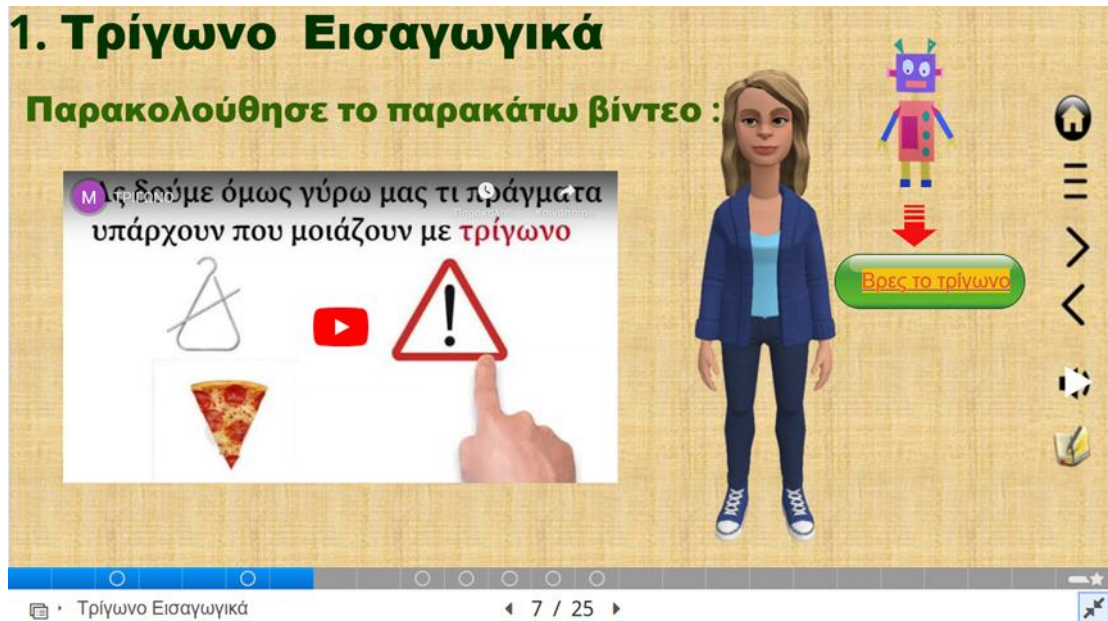 1. Τρίγωνο Εισαγωγικά
Παρακολούθησε το παρακάτω βίντεο :
Μ ΤΡΙΓΩΝΟ
Ας δούμε όμως γύρω μας τι πράγματα
υπάρχουν που μοιάζουν με τρίγωνο
Βρες το τρίγωνο
Τρίγωνο Εισαγωγικά
7 / 25